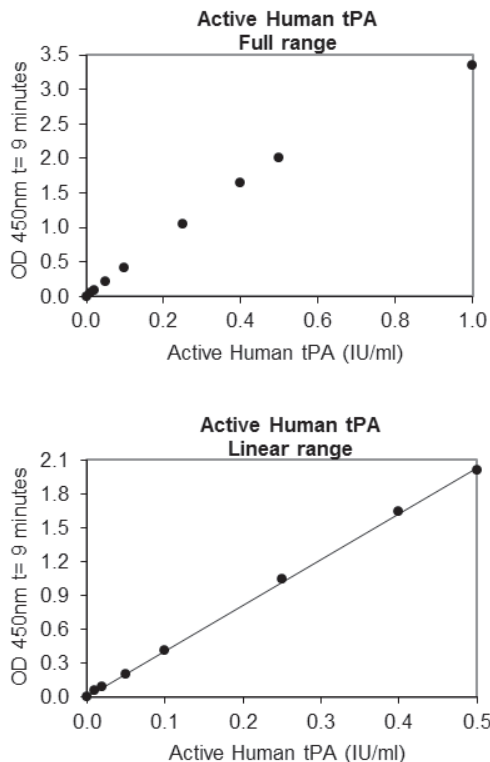 Active Human tPA
Full range
OD 450nm t= 9 minutes
3.5
3.0
2.5
2.0
1.5
1.0
0.5
0.0
0.0 0.2 0.4 0.6 0.8 1.0
Active Human tPA (IU/ml)
Active Human tPA
Linear range
OD 450nm t= 9 minutes
2.1
1.8
1.5
1.2
0.9
0.6
0.3
0.0
0.0 0.1 0.2 0.3 0.4 0.5
Active Human tPA (IU/ml)